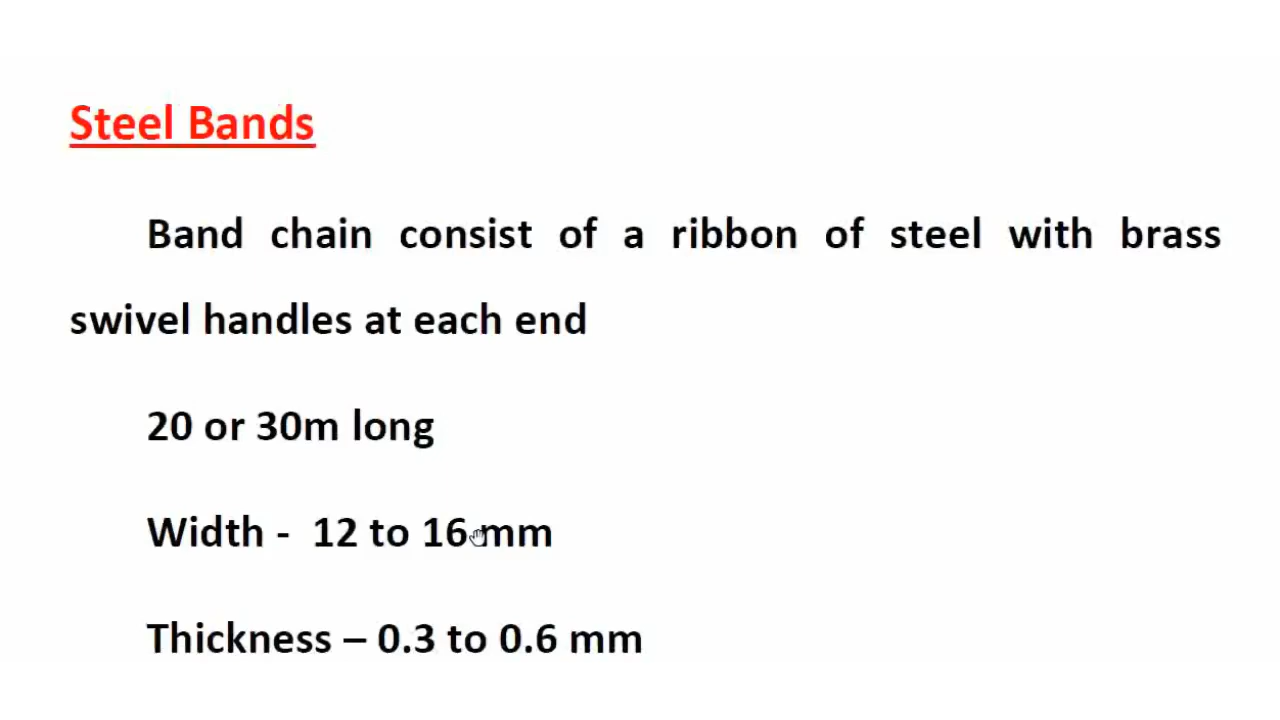 Steel Bands
Band chain consist of a ribbon of steel with brass
swivel handles at each end
20 or 30m long
Width - 12 to 16 mm
Thickness – 0.3 to 0.6 mm